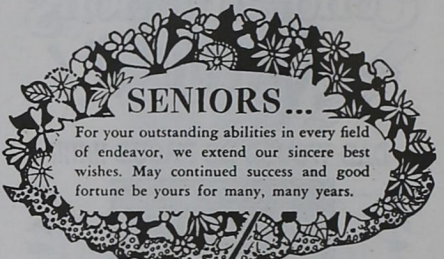 SENIORS...
For your outstanding abilities in every field
of endeavor, we extend our sincere best
wishes. May continued success and good
fortune be yours for many, many years.